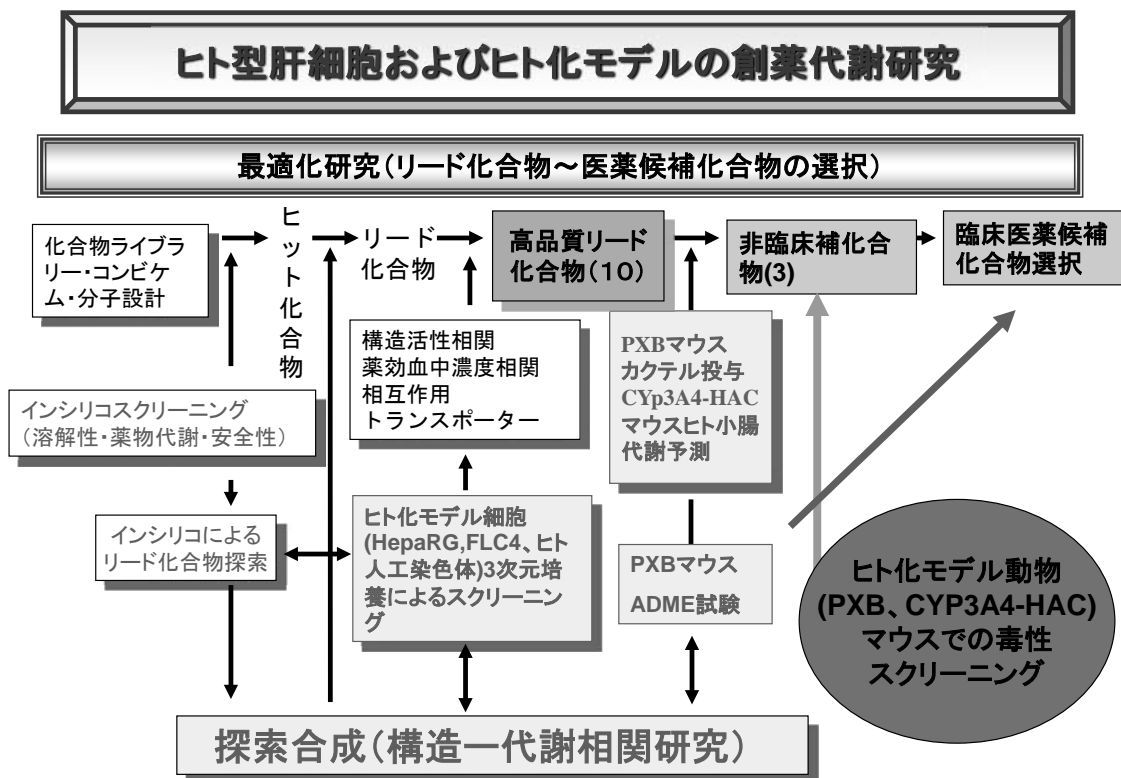 ヒト型肝細胞およびヒト化モデルの創薬代謝研究
最適化研究(リード化合物～医薬候補化合物の選択)
化合物ライブラ
リー・コンビケ
ム・分子設計
ヒット化合物
リード
化合物
高品質リード
化合物(10)
非臨床補化合
物(3)
臨床医薬候補
化合物選択
構造活性相関
薬効血中濃度相関
相互作用
トランスポーター
PXBマウス
カクテル投与
CYp3A4-HAC
マウスヒト小腸
代謝予測
インシリコスクリーニング
（溶解性・薬物代謝・安全性）
インシリコによる
リード化合物探索
ヒト化モデル細胞
(HepaRG,FLC4、ヒト
人工染色体)3次元培
養によるスクリーニン
グ
PXBマウス
ADME試験
ヒト化モデル動物
(PXB、CYP3A4-HAC)
マウスでの毒性
スクリーニング
探索合成(構造ー代謝相関研究)